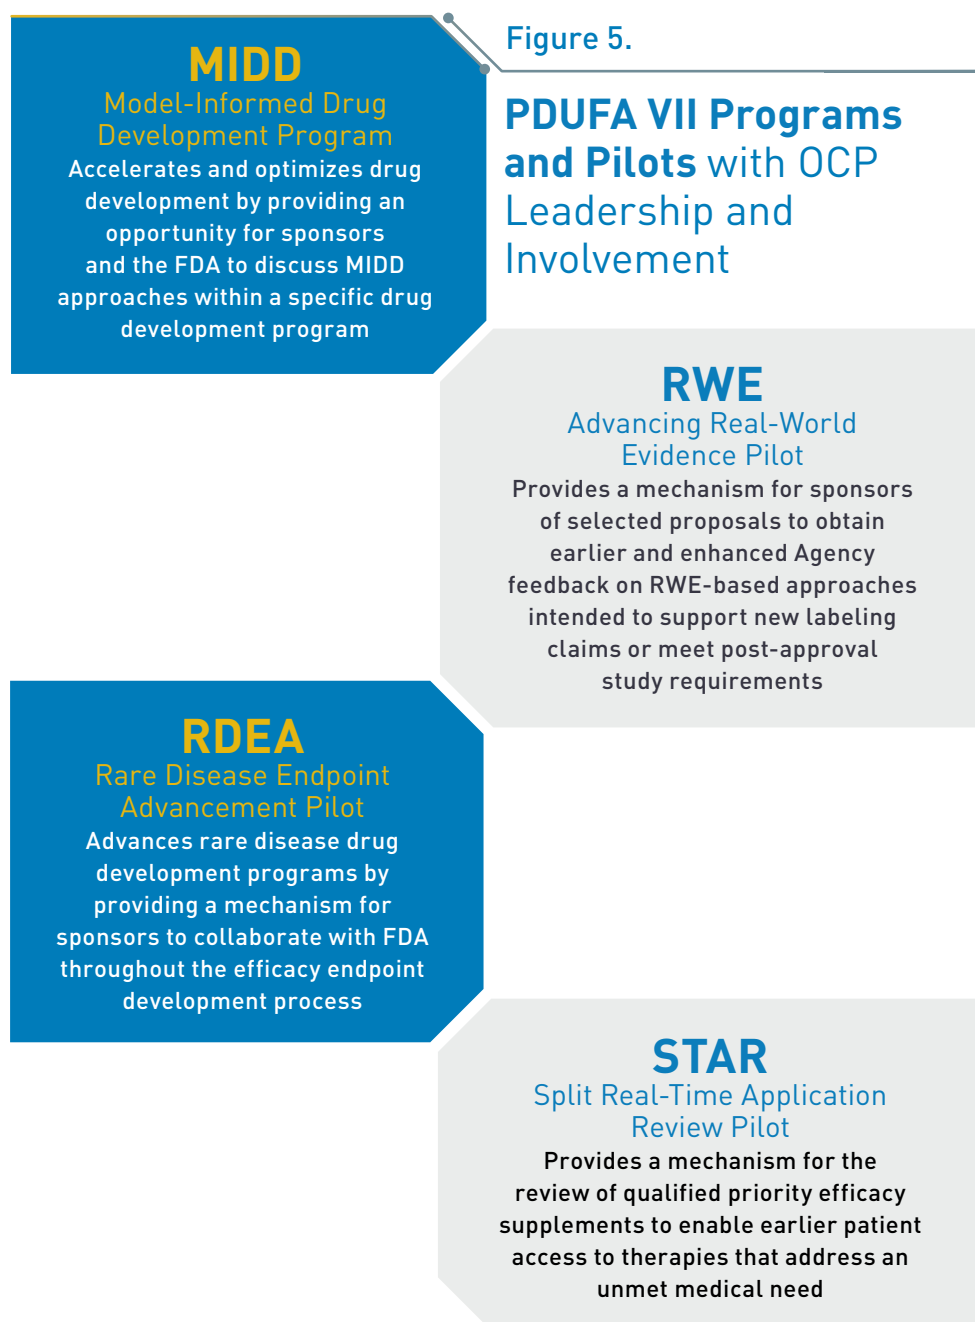 Figure 5.
PDUFA VII Programs
and Pilots with OCP
Leadership and
Involvement
MIDD
Model-Informed Drug
Development Program
Accelerates and optimizes drug
development by providing an
opportunity for sponsors
and the FDA to discuss MIDD
approaches within a specific drug
development program
RWE
Advancing Real-World
Evidence Pilot
Provides a mechanism for sponsors
of selected proposals to obtain
earlier and enhanced Agency
feedback on RWE-based approaches
intended to support new labeling
claims or meet post-approval
study requirements
RDEA
Rare Disease Endpoint
Advancement Pilot
Advances rare disease drug
development programs by
providing a mechanism for
sponsors to collaborate with FDA
throughout the efficacy endpoint
development process
STAR
Split Real-Time Application
Review Pilot
Provides a mechanism for the
review of qualified priority efficacy
supplements to enable earlier patient
access to therapies that address an
unmet medical need